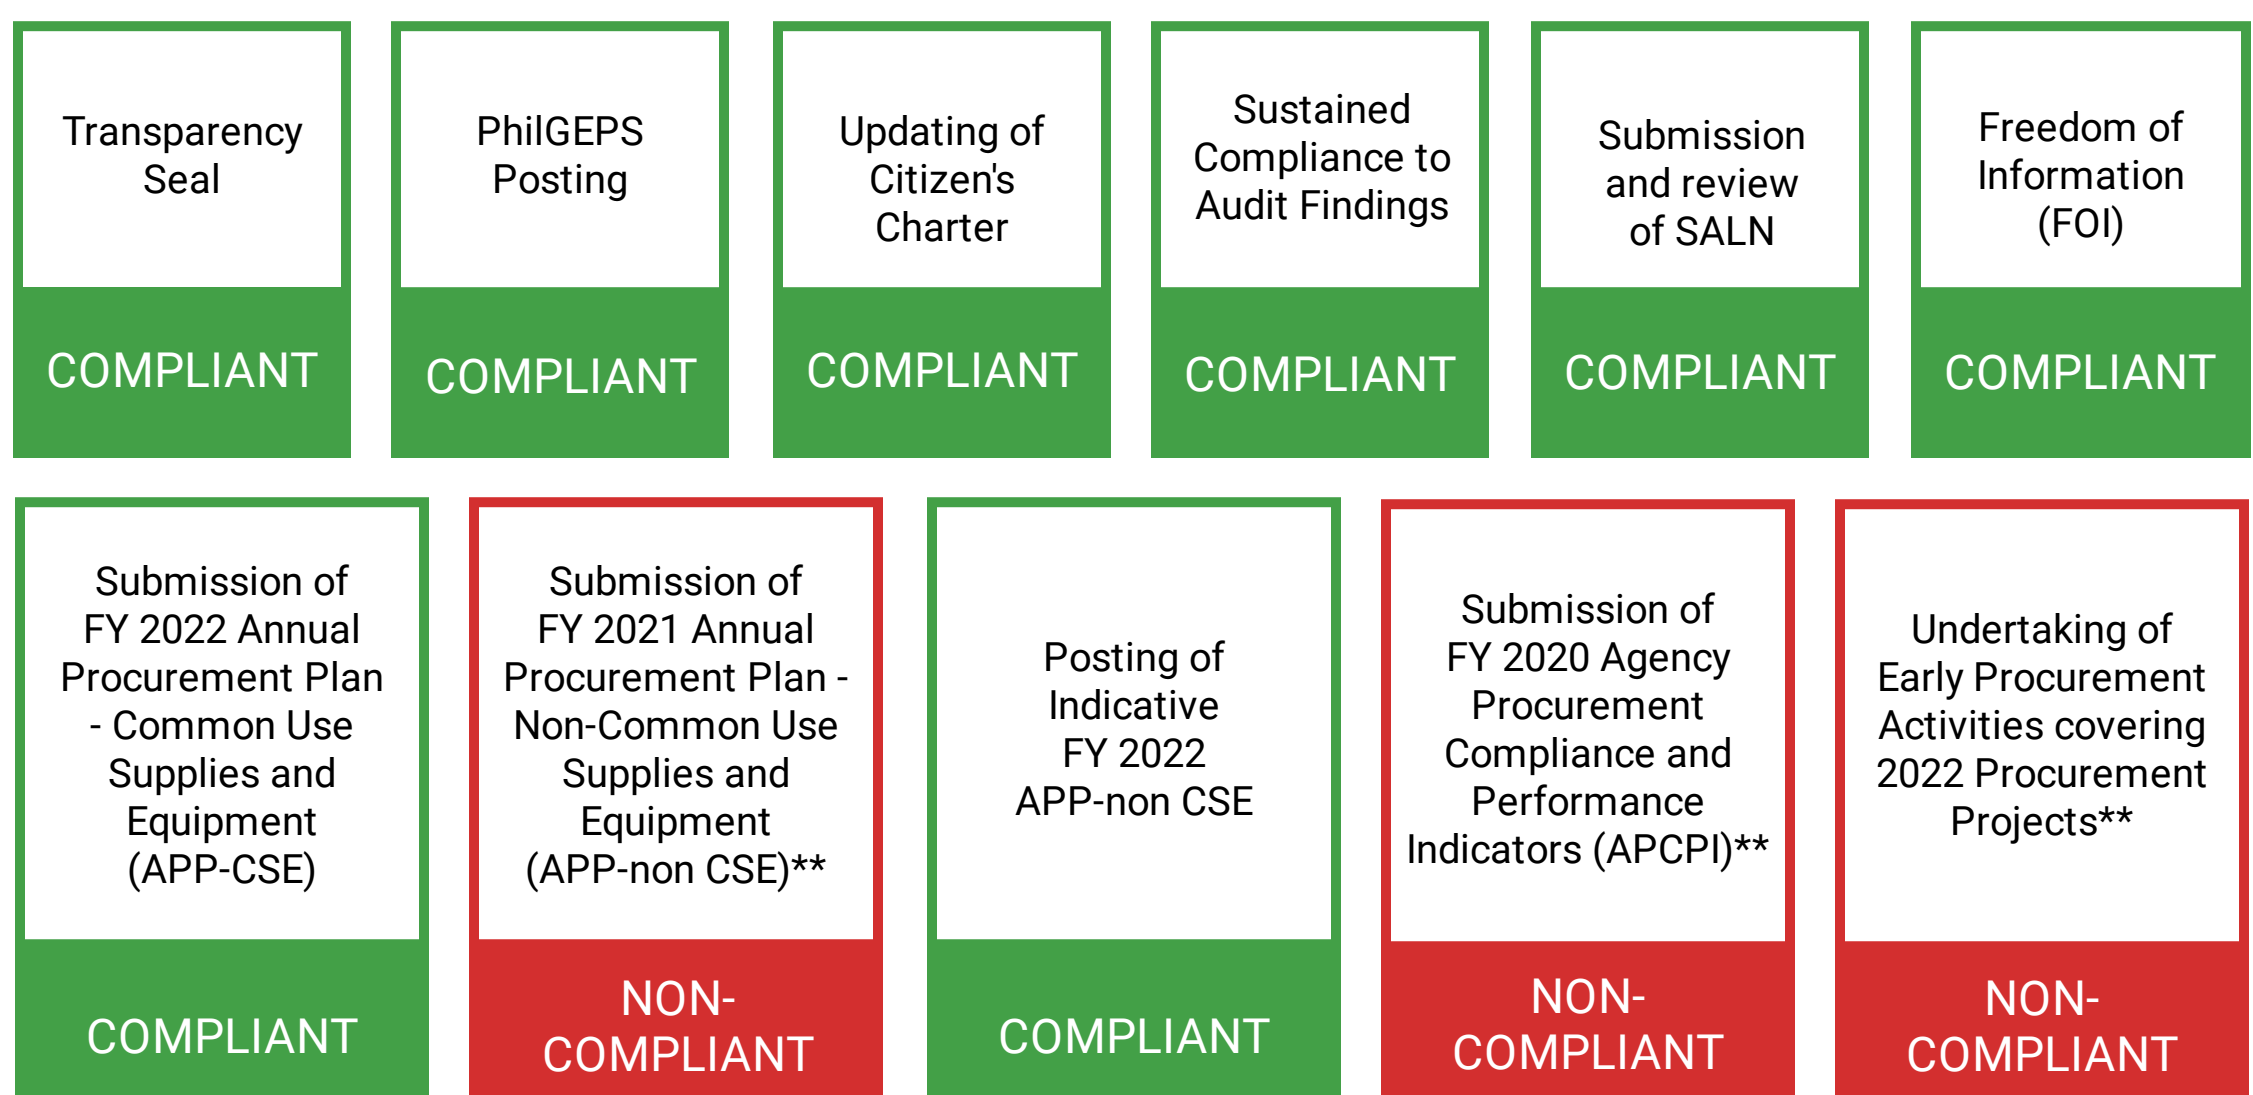 Transparency
Seal
COMPLIANT
PhilGEPS
Posting
COMPLIANT
Updating of
Citizen's
Charter
COMPLIANT
Sustained
Compliance to
Audit Findings
COMPLIANT
Submission
and review
of SALN
COMPLIANT
Freedom of
Information
(FOI)
COMPLIANT
Submission of
FY 2022 Annual
Procurement Plan
- Common Use
Supplies and
Equipment
(APP-CSE)
COMPLIANT
Submission of
FY 2021 Annual
Procurement Plan -
Non-Common Use
Supplies and
Equipment
(APP-non CSE)**
NON-
COMPLIANT
Posting of
Indicative
FY 2022
APP-non CSE
COMPLIANT
Submission of
FY 2020 Agency
Procurement
Compliance and
Performance
Indicators (APCPI)**
NON-
COMPLIANT
Undertaking of
Early Procurement
Activities covering
2022 Procurement
Projects**
NON-
COMPLIANT